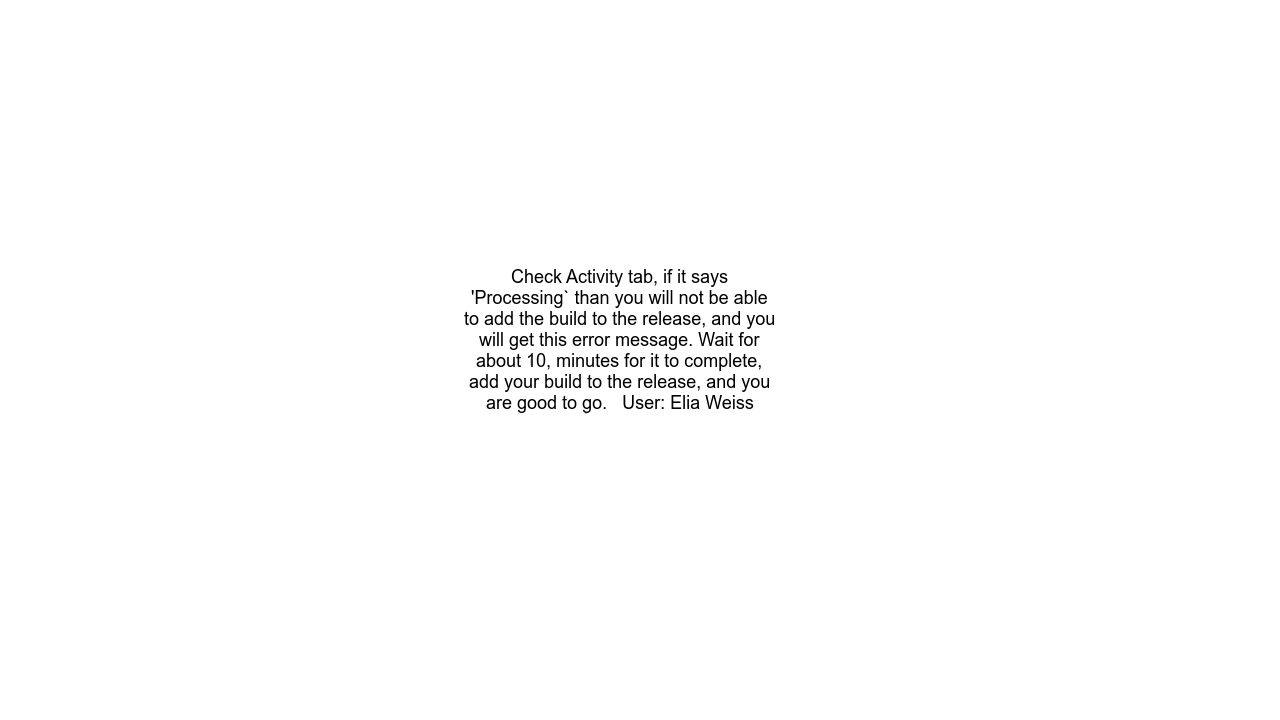 Check Activity tab, if it says
'Processing` than you will not be able
to add the build to the release, and you
will get this error message. Wait for
about 10, minutes for it to complete,
add your build to the release, and you
are good to go.   User: Elia Weiss